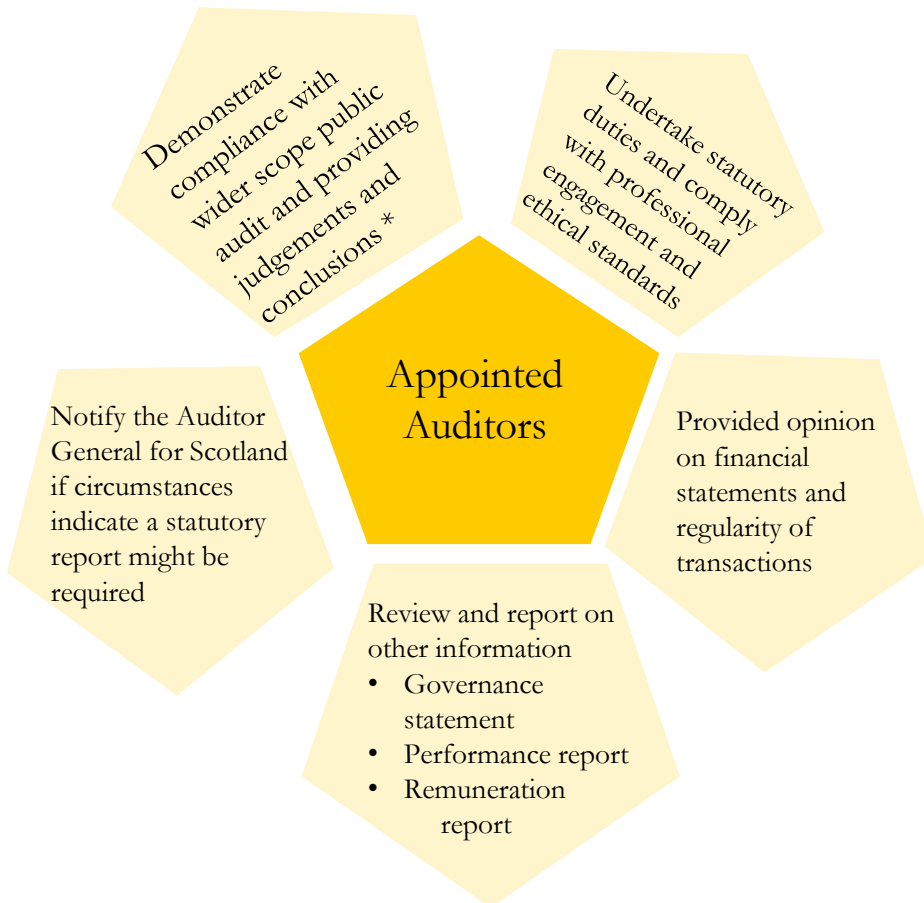 Demonstrate
compliance with
wider scope public
audit and providing
judgements and
conclusions *
Undertake statutory
duties and comply
with professional
engagement and
ethical standards
Appointed
Auditors
Notify the Auditor
General for Scotland
if circumstances
indicate a statutory
report might be
required
Provided opinion
on financial
statements and
regularity of
transactions
Review and report on
other information
• Governance
statement
• Performance report
• Remuneration
report